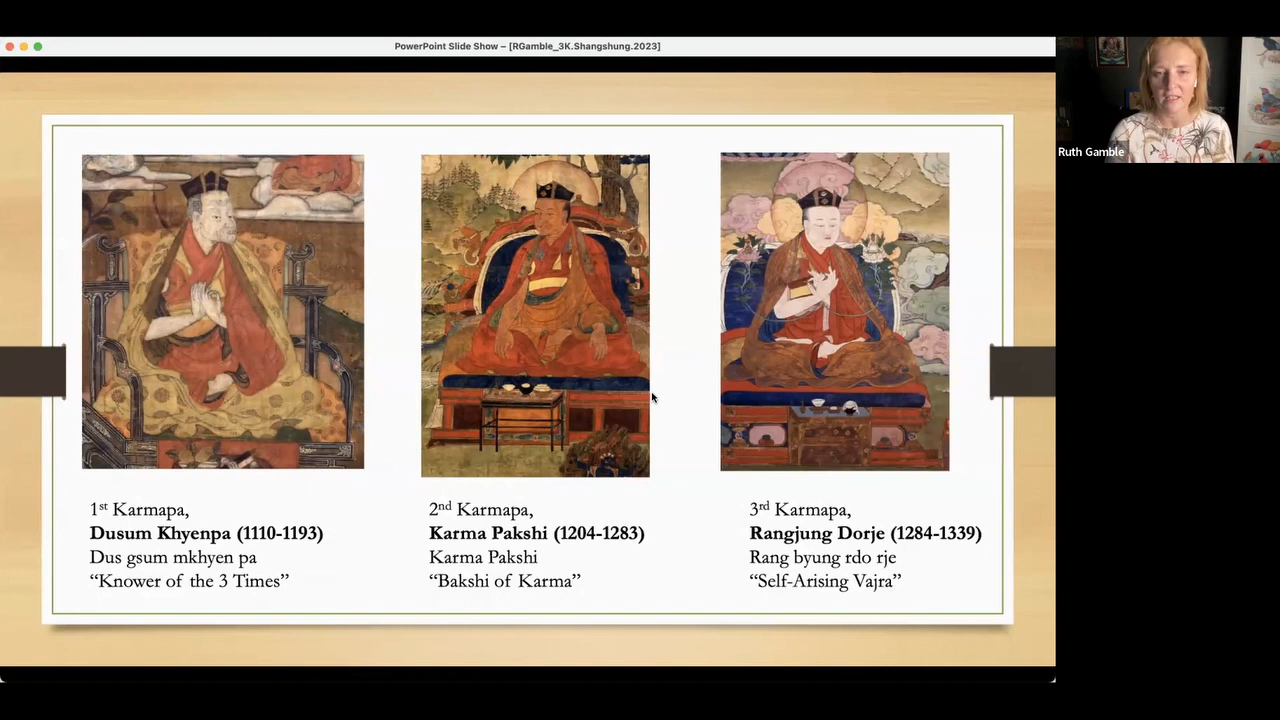 PowerPoint Slide Show – [RGamble_3K.Shangshung.2023]
Ruth Gamble
1st Karmapa,
Dusum Khyenpa (1110-1193)
Dus gsum mkhyen pa
“Knower of the 3 Times”
2nd Karmapa,
Karma Pakshi (1204-1283)
Karma Pakshi
“Bakshi of Karma”
3rd Karmapa,
Rangjung Dorje (1284-1339)
Rang byung rdo rje
“Self-Arising Vajra”